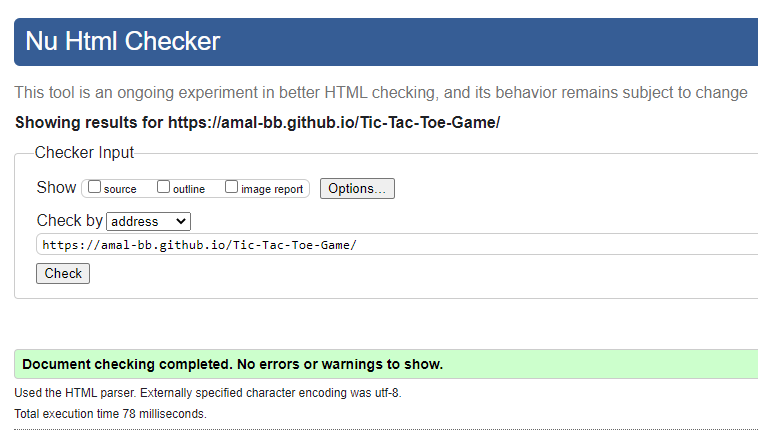 Nu Html Checker
This tool is an ongoing experiment in better HTML checking, and its behavior remains subject to change
Showing results for https://amal-bb.github.io/Tic-Tac-Toe-Game/
Checker Input
Show source outline image report Options...
Check by address
https://amal-bb.github.io/Tic-Tac-Toe-Game/
Check
Document checking completed. No errors or warnings to show.
Used the HTML parser. Externally specified character encoding was utf-8.
Total execution time 78 milliseconds.